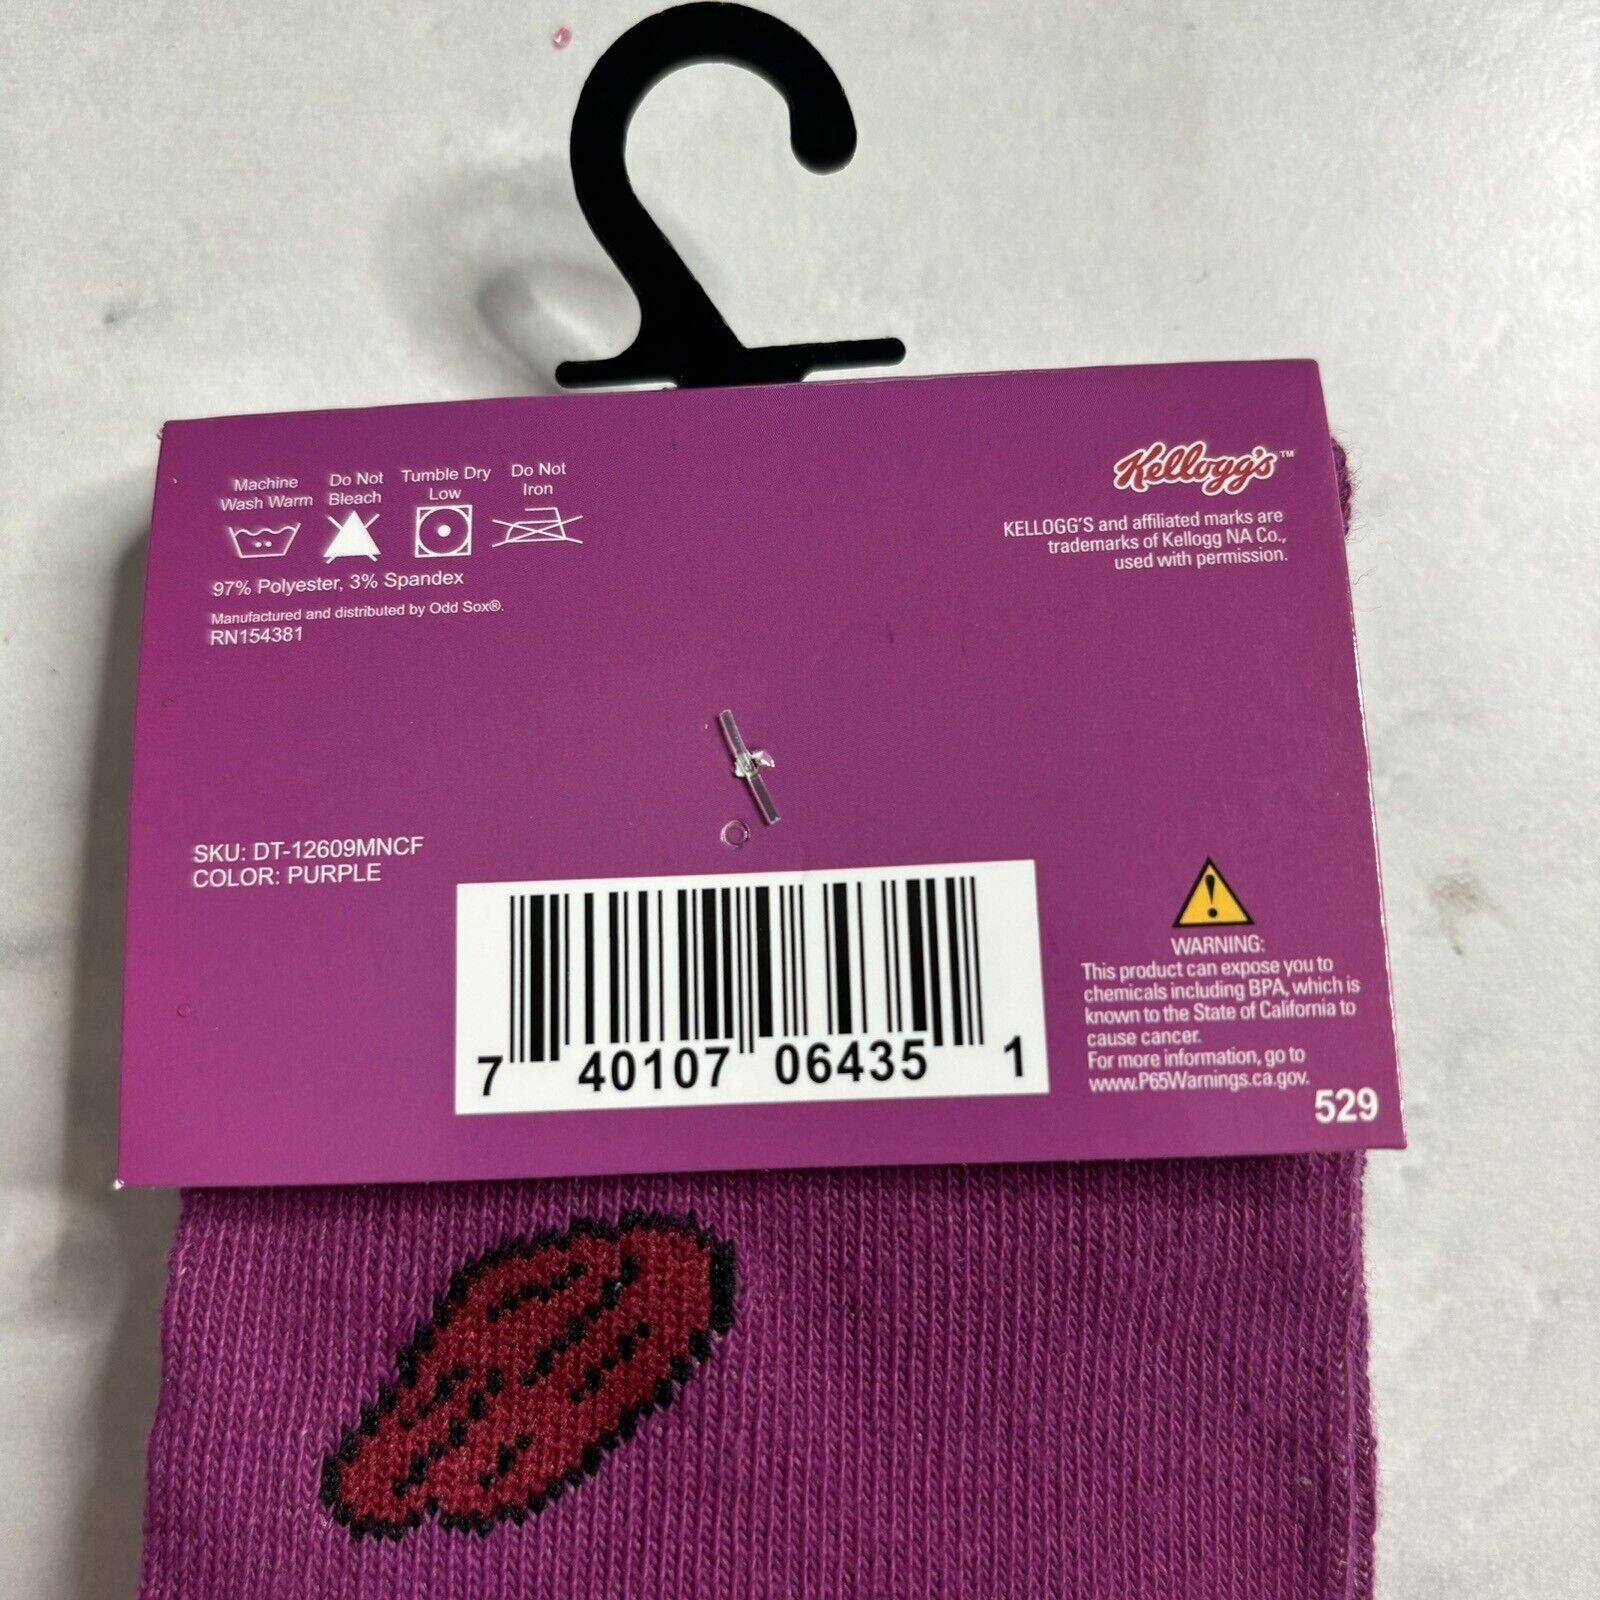 Machine
Wash Warm
Do Not
Bleach
Tumble Dry
Low
Do Not
Iron
97% Polyester, 3% Spandex
Manufactured and distributed by Odd Sox®.
RN154381
Kellogg's™
KELLOGG'S and affiliated marks are
trademarks of Kellogg NA Co.,
used with permission.
SKU: DT-12609MNCF
COLOR: PURPLE
7 40107 06435 1
WARNING:
This product can expose you to
chemicals including BPA, which is
known to the State of California to
cause cancer.
For more information, go to
www.P65Warnings.ca.gov.
529